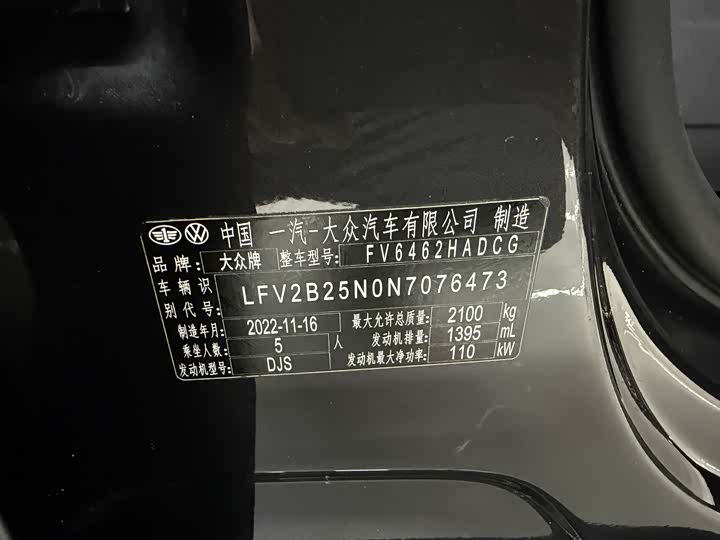 中国 一汽-大众汽车有限公司 制造
品牌: 大众牌 整车型号: FV6462HADCG
车辆识别代号: LFV2B25N0N7076473
制造年月: 2022-11-16 最大允许总质量: 2100 kg
乘坐人数: 5 人 发动机排量: 1395 mL
发动机型号: DJS 发动机最大净功率: 110 kW